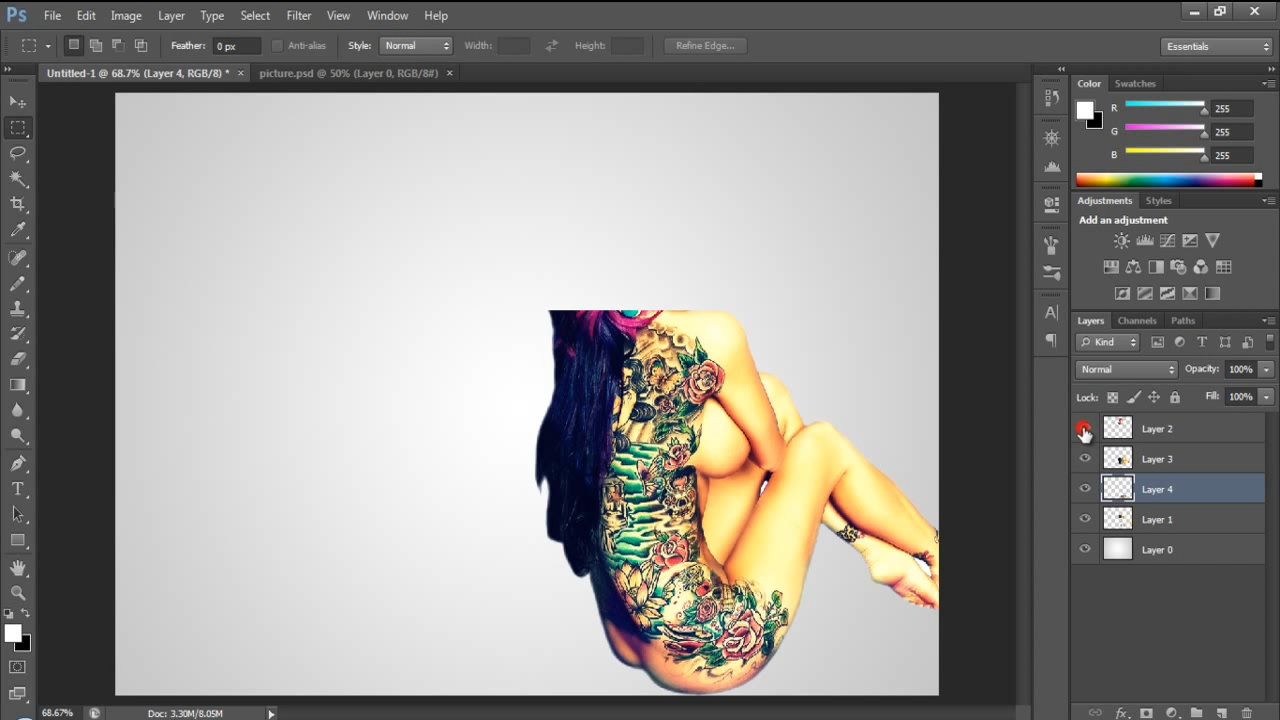 Ps File Edit Image Layer Type Select Filter View Window Help
Feather: 0 px Anti-alias Style: Normal Width: Height: Refine Edge... Essentials
Untitled-1 @ 68.7% (Layer 4, RGB/8) * × picture.psd @ 50% (Layer 0, RGB/8#) ×
Color Swatches
R 255
G 255
B 255
Adjustments Styles
Add an adjustment
Layers Channels Paths
Kind
Normal Opacity: 100%
Lock: Fill: 100%
Layer 2
Layer 3
Layer 4
Layer 1
Layer 0
68.67% Doc: 3.30M/8.05M